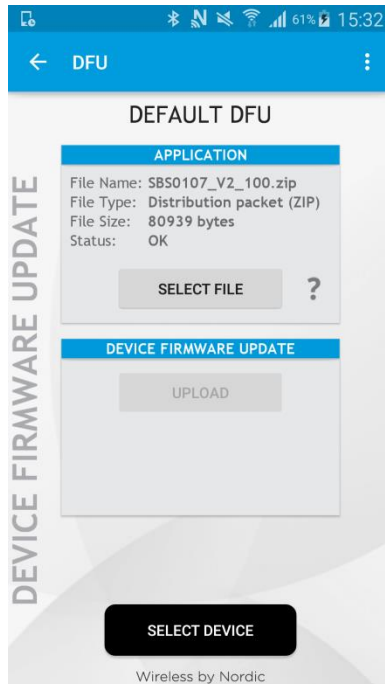 61% 15:32
DFU
DEFAULT DFU
DEVICE FIRMWARE UPDATE
APPLICATION
File Name: SBS0107_V2_100.zip
File Type: Distribution packet (ZIP)
File Size: 80939 bytes
Status: OK
SELECT FILE ?
DEVICE FIRMWARE UPDATE
UPLOAD
SELECT DEVICE
Wireless by Nordic